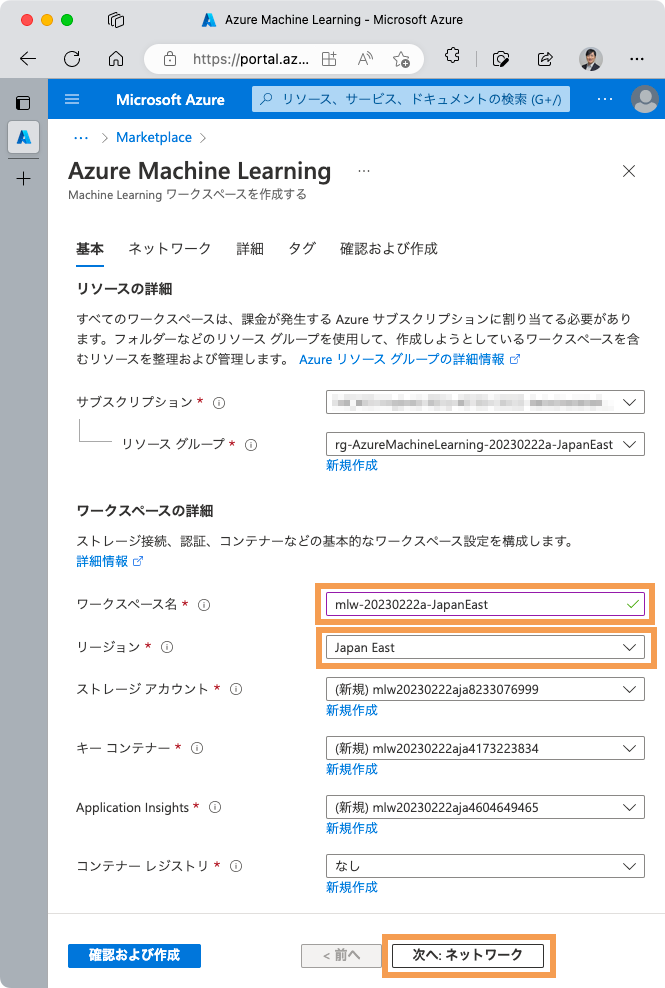 Azure Machine Learning - Microsoft Azure
https://portal.az...
Microsoft Azure
リソース、サービス、ドキュメントの検索 (G+/)
Marketplace
Azure Machine Learning
Machine Learning ワークスペースを作成する
基本 ネットワーク 詳細 タグ 確認および作成
リソースの詳細
すべてのワークスペースは、課金が発生する Azure サブスクリプションに割り当てる必要があり
ます。フォルダーなどのリソース グループを使用して、作成しようとしているワークスペースを含
むリソースを整理および管理します。 Azure リソース グループの詳細情報
サブスクリプション *
リソース グループ * rg-AzureMachineLearning-20230222a-JapanEast
新規作成
ワークスペースの詳細
ストレージ接続、認証、コンテナーなどの基本的なワークスペース設定を構成します。
詳細情報
ワークスペース名 * mlw-20230222a-JapanEast
リージョン * Japan East
ストレージ アカウント * (新規) mlw20230222aja8233076999
新規作成
キー コンテナー * (新規) mlw20230222aja4173223834
新規作成
Application Insights * (新規) mlw20230222aja4604649465
新規作成
コンテナー レジストリ * なし
新規作成
確認および作成 < 前へ 次へ: ネットワーク